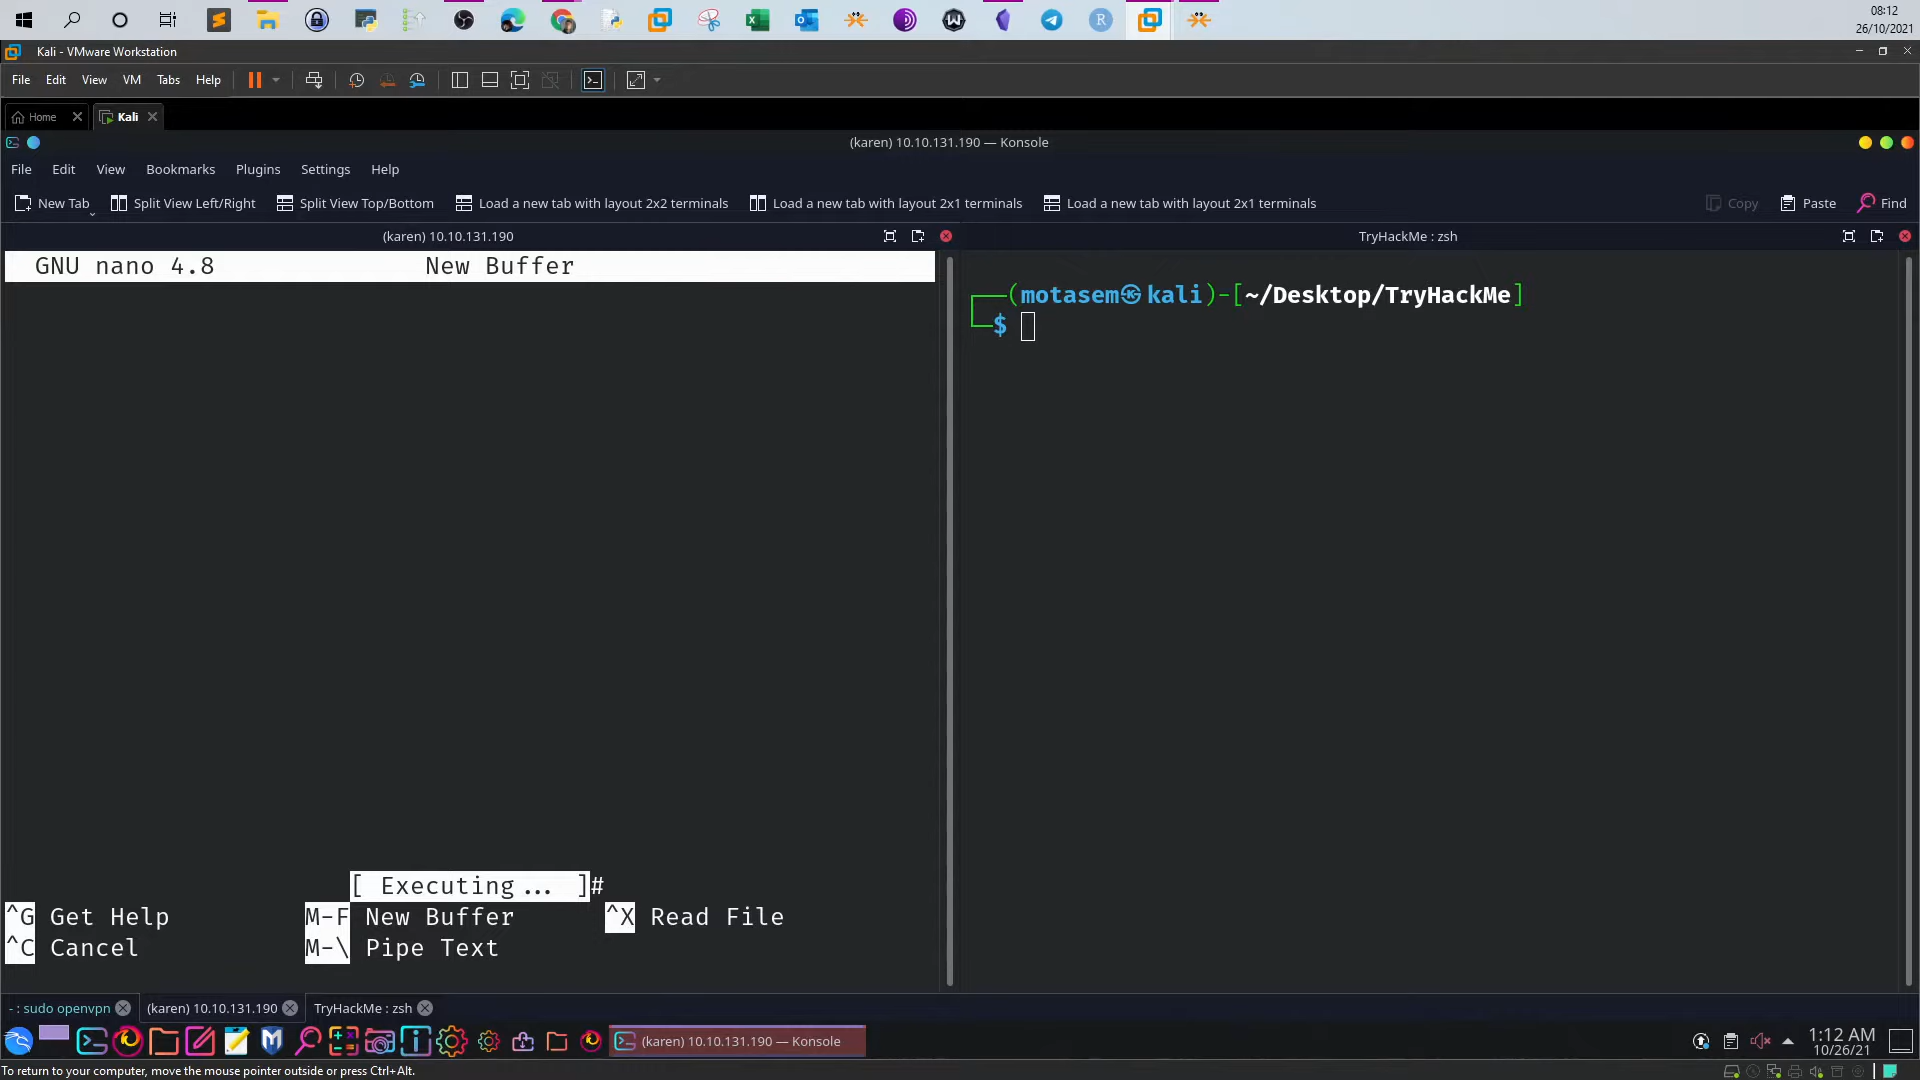 08:12
26/10/2021
Kali - VMware Workstation
File Edit View VM Tabs Help
Home Kali
(karen) 10.10.131.190 — Konsole
File Edit View Bookmarks Plugins Settings Help
New Tab Split View Left/Right Split View Top/Bottom Load a new tab with layout 2x2 terminals Load a new tab with layout 2x1 terminals Load a new tab with layout 2x1 terminals Copy Paste Find
(karen) 10.10.131.190 TryHackMe : zsh
GNU nano 4.8 New Buffer
(motasem㉿kali)-[~/Desktop/TryHackMe]
$
[ Executing... ]#
^G Get Help M-F New Buffer ^X Read File
^C Cancel M-\ Pipe Text
- : sudo openvpn (karen) 10.10.131.190 TryHackMe : zsh
(karen) 10.10.131.190 — Konsole
1:12 AM
10/26/21
To return to your computer, move the mouse pointer outside or press Ctrl+Alt.